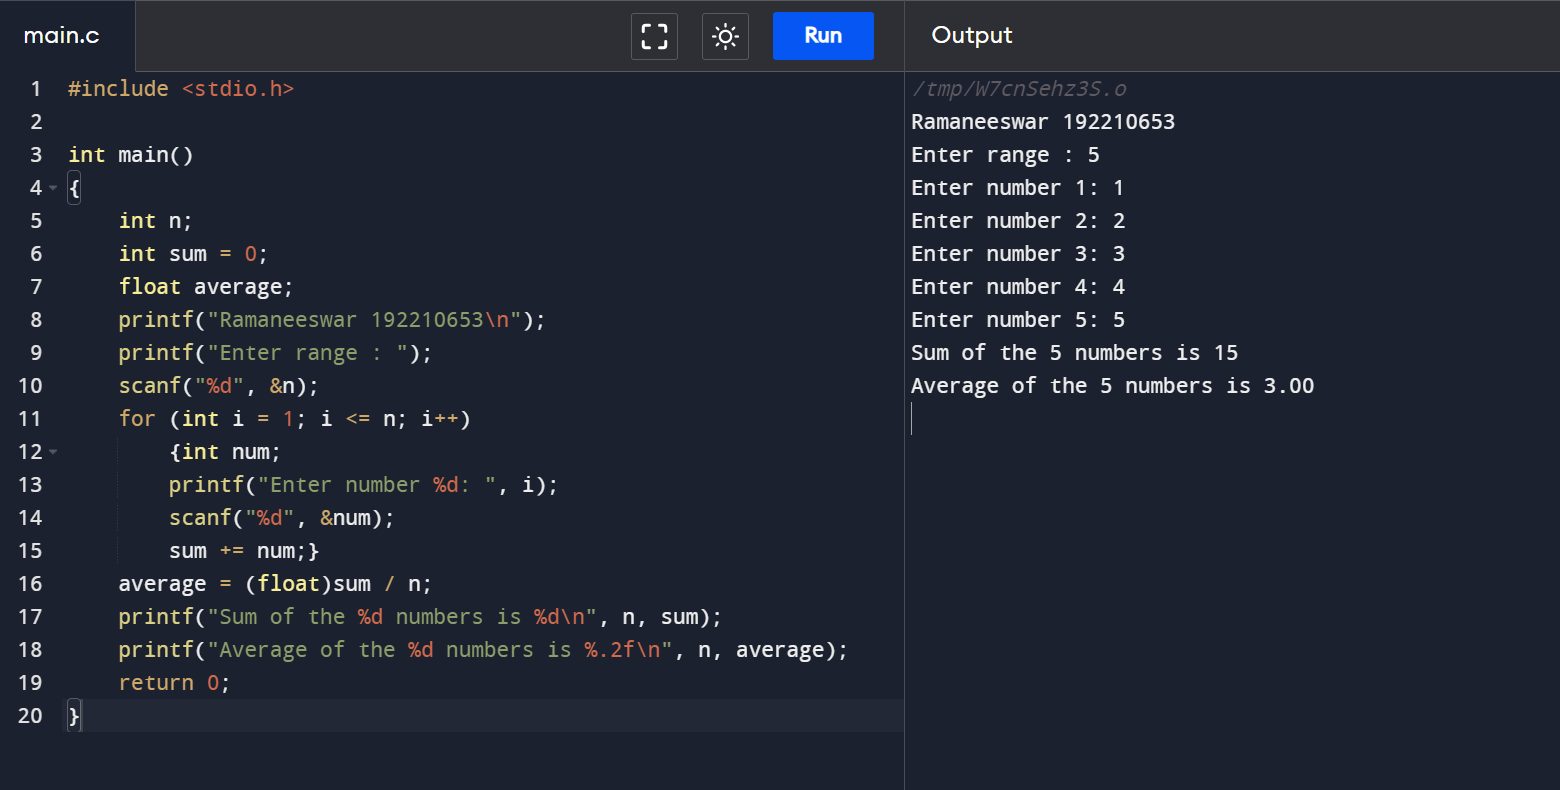 main.c
Run
Output
1 #include <stdio.h>
2
3 int main()
4 {
5     int n;
6     int sum = 0;
7     float average;
8     printf("Ramaneeswar 192210653\n");
9     printf("Enter range : ");
10     scanf("%d", &n);
11     for (int i = 1; i <= n; i++)
12         {int num;
13         printf("Enter number %d: ", i);
14         scanf("%d", &num);
15         sum += num;}
16     average = (float)sum / n;
17     printf("Sum of the %d numbers is %d\n", n, sum);
18     printf("Average of the %d numbers is %.2f\n", n, average);
19     return 0;
20 }
/tmp/W7cnSehz3S.o
Ramaneeswar 192210653
Enter range : 5
Enter number 1: 1
Enter number 2: 2
Enter number 3: 3
Enter number 4: 4
Enter number 5: 5
Sum of the 5 numbers is 15
Average of the 5 numbers is 3.00